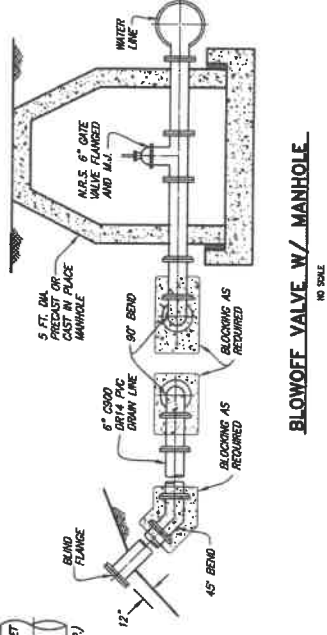 WATER
LINE
N.R.S. 6" GATE
VALVE FLANGED
AND M.J.
5 FT. DIA.
PRECAST OR
CAST IN PLACE
MANHOLE
90° BEND
BLOCKING AS
REQUIRED
6" C900
DR14 PVC
DRAIN LINE
BLOCKING AS
REQUIRED
BLIND
FLANGE
12"
45° BEND
BLOWOFF VALVE W/ MANHOLE
NO SCALE